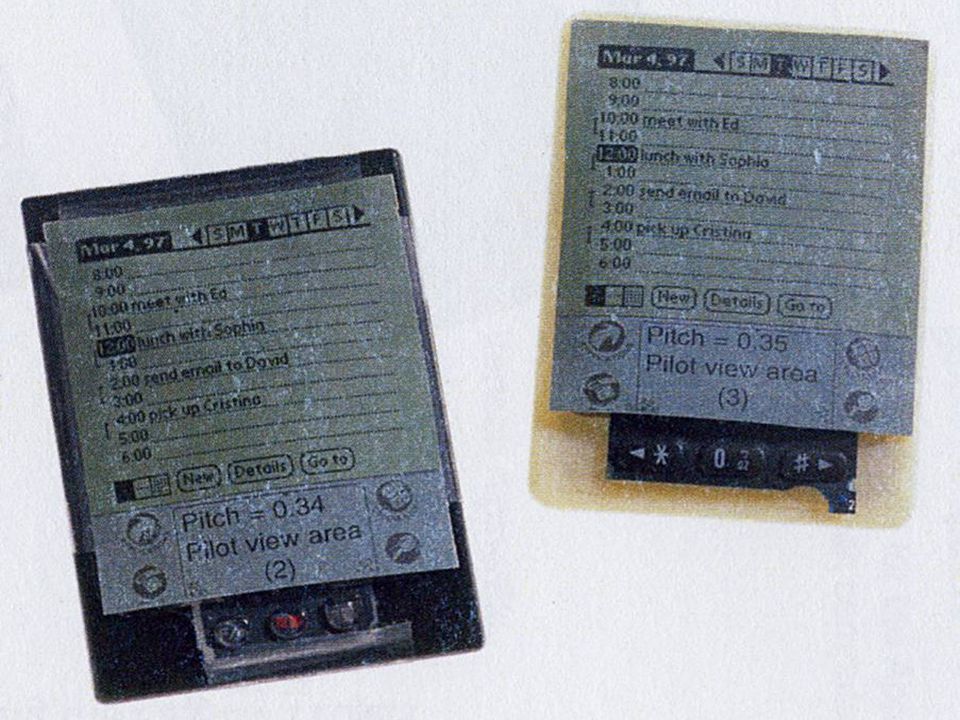 Mar 4, 97 S M T W T F S
8:00
9:00
10:00 meet with Ed
11:00
12:00 lunch with Sophia
1:00
2:00 send email to David
3:00
4:00 pick up Cristina
5:00
6:00
New Details Go to
Pitch = 0.34
Pilot view area
(2)
Mar 4, 97 S M T W T F S
8:00
9:00
10:00 meet with Ed
11:00
12:00 lunch with Sophia
1:00
2:00 send email to David
3:00
4:00 pick up Cristina
5:00
6:00
New Details Go to
Pitch = 0.35
Pilot view area
(3)
* 0 #